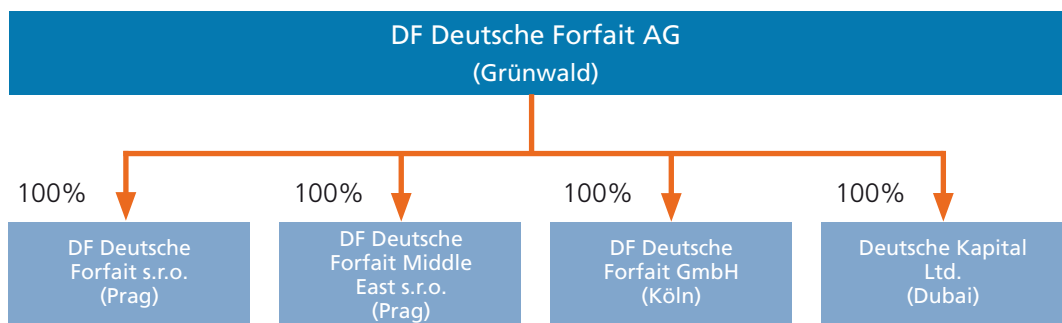 DF Deutsche Forfait AG
(Grünwald)
100%
100%
100%
100%
DF Deutsche
Forfait s.r.o.
(Prag)
DF Deutsche
Forfait Middle
East s.r.o.
(Prag)
DF Deutsche
Forfait GmbH
(Köln)
Deutsche Kapital
Ltd.
(Dubai)